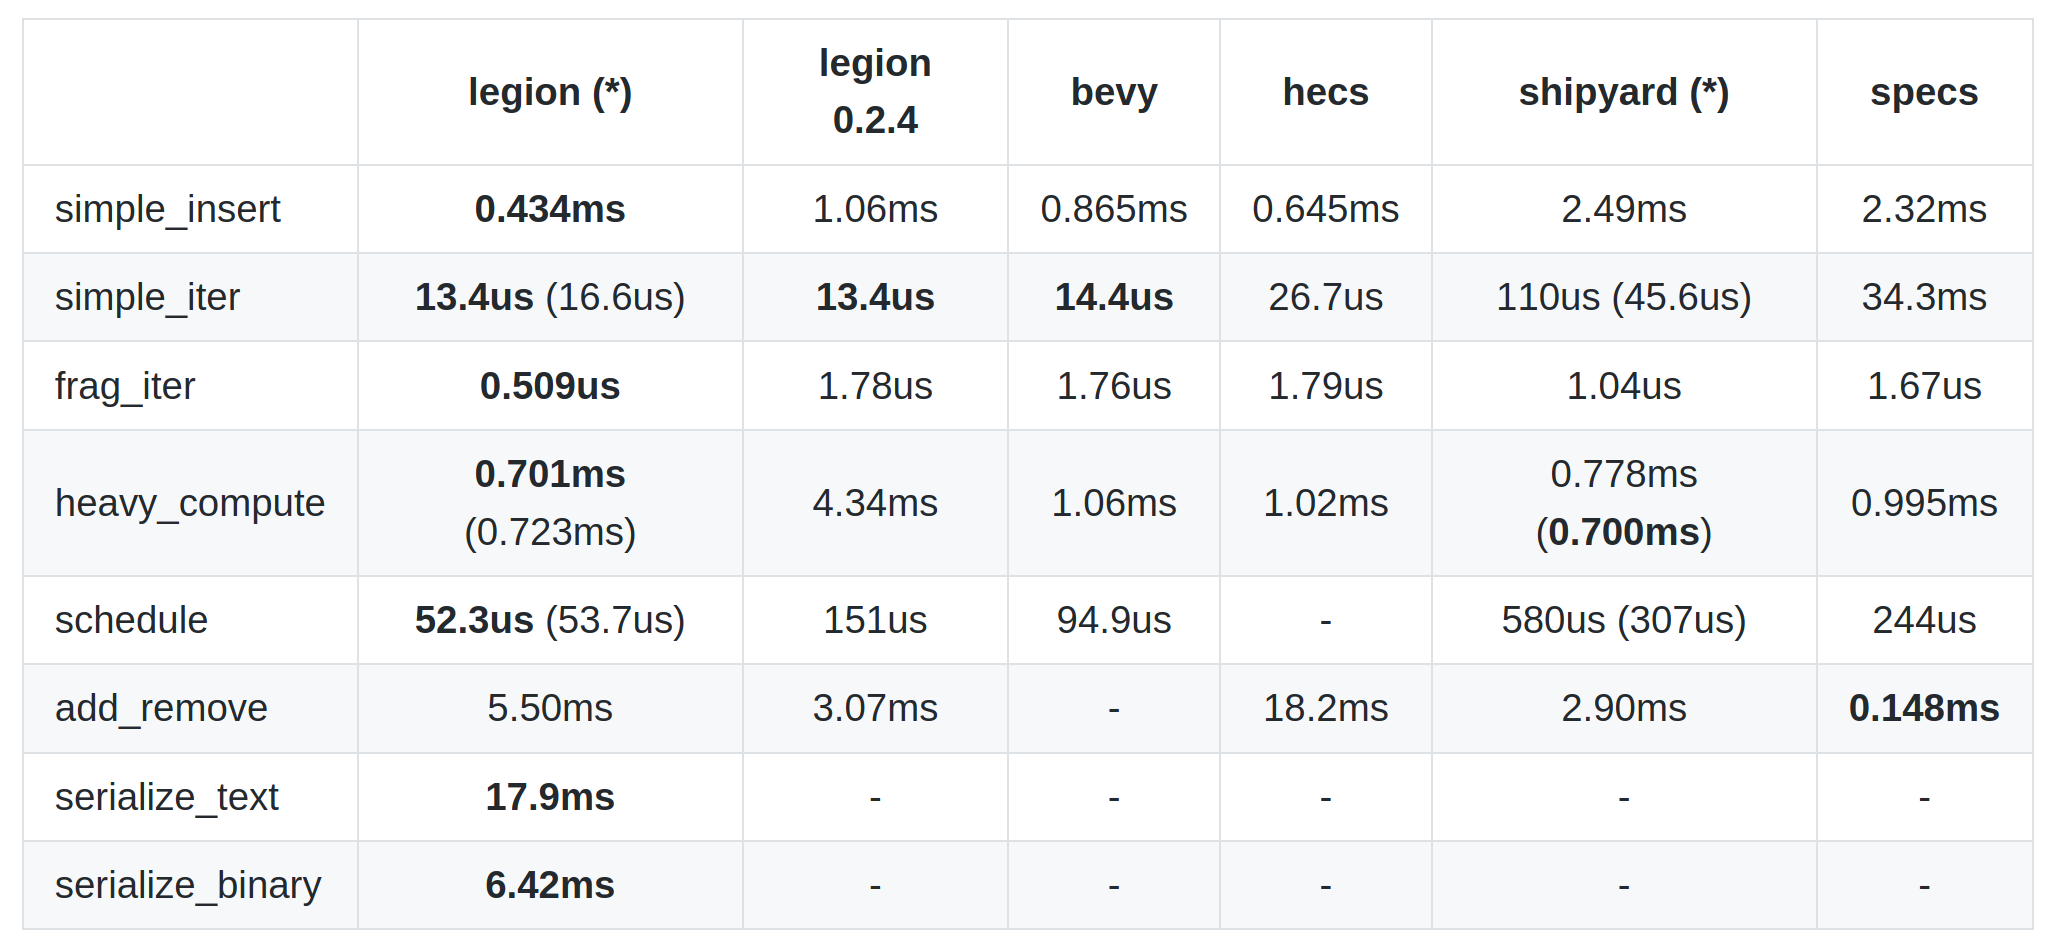 legion (*) legion 0.2.4 bevy hecs shipyard (*) specs
simple_insert 0.434ms 1.06ms 0.865ms 0.645ms 2.49ms 2.32ms
simple_iter 13.4us (16.6us) 13.4us 14.4us 26.7us 110us (45.6us) 34.3ms
frag_iter 0.509us 1.78us 1.76us 1.79us 1.04us 1.67us
heavy_compute 0.701ms (0.723ms) 4.34ms 1.06ms 1.02ms 0.778ms (0.700ms) 0.995ms
schedule 52.3us (53.7us) 151us 94.9us - 580us (307us) 244us
add_remove 5.50ms 3.07ms - 18.2ms 2.90ms 0.148ms
serialize_text 17.9ms - - - - -
serialize_binary 6.42ms - - - - -